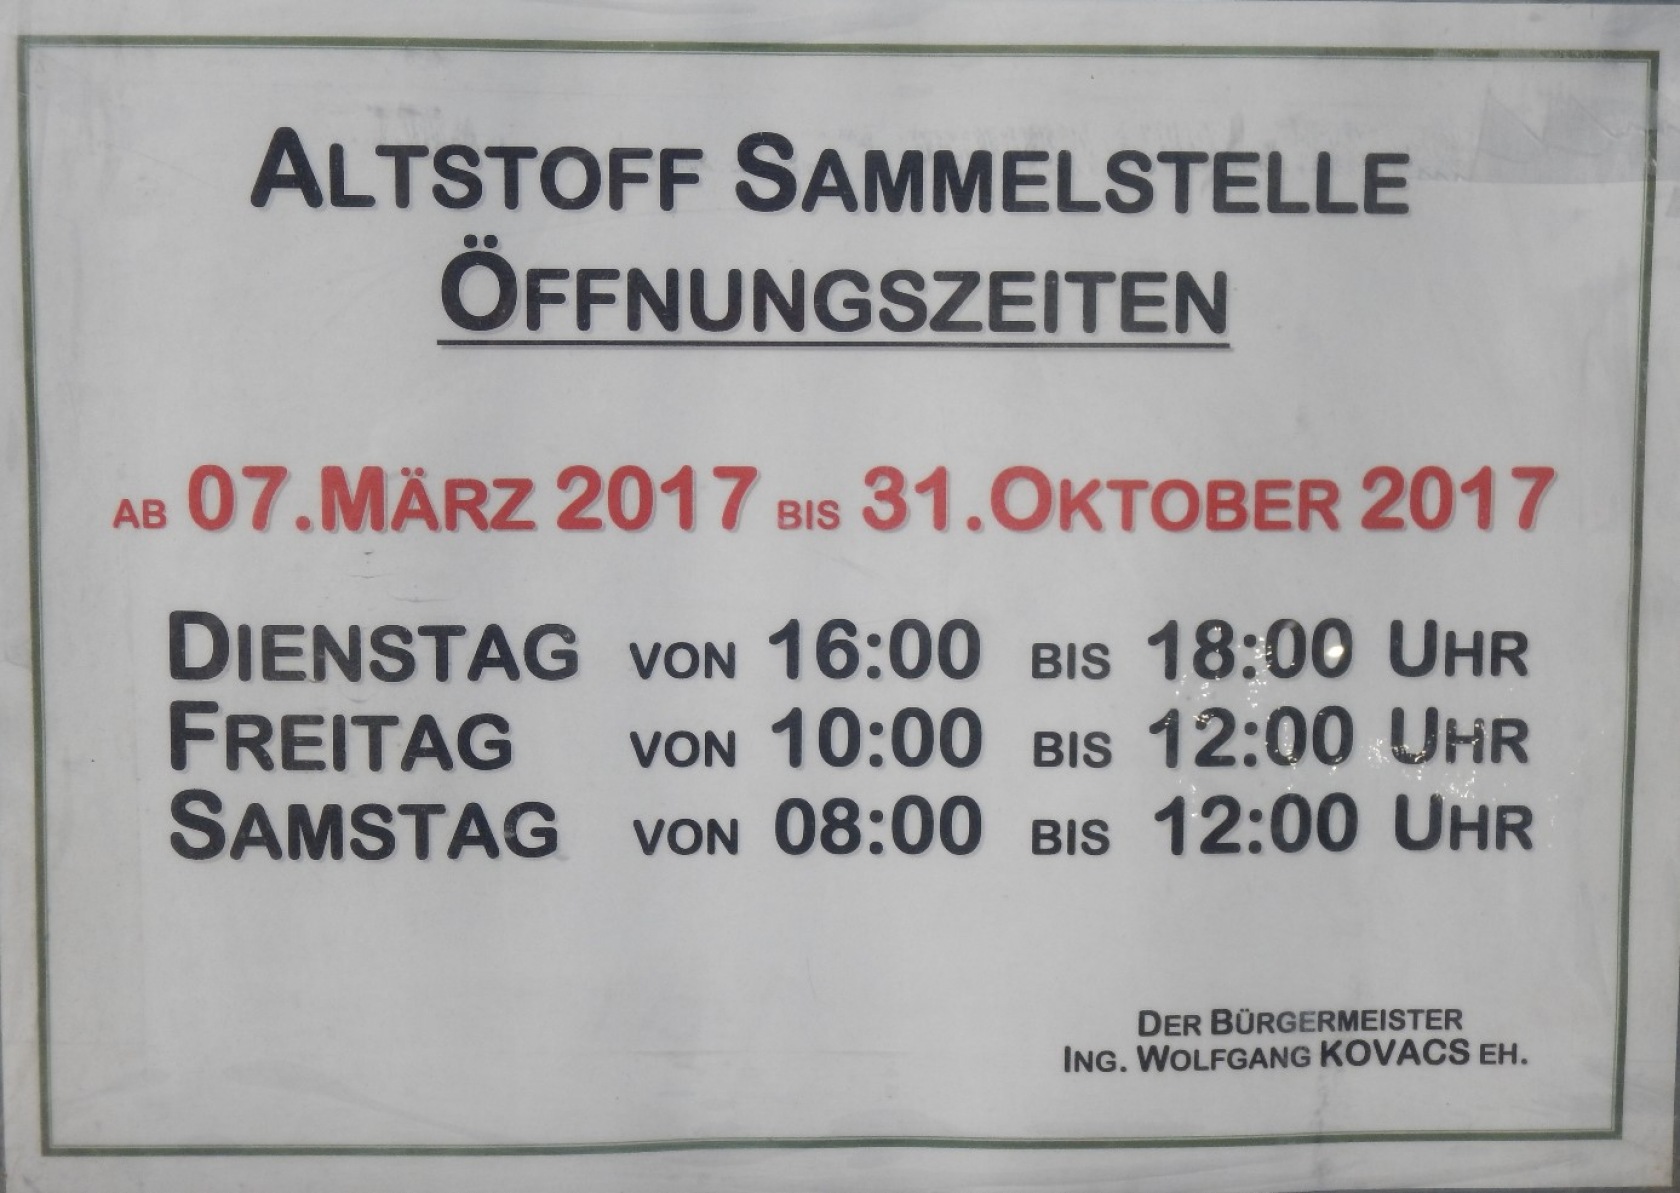 ALTSTOFF SAMMELSTELLE
ÖFFNUNGSZEITEN
AB 07.MÄRZ 2017 BIS 31.OKTOBER 2017
DIENSTAG VON 16:00 BIS 18:00 UHR
FREITAG VON 10:00 BIS 12:00 UHR
SAMSTAG VON 08:00 BIS 12:00 UHR
DER BÜRGERMEISTER
ING. WOLFGANG KOVACS EH.